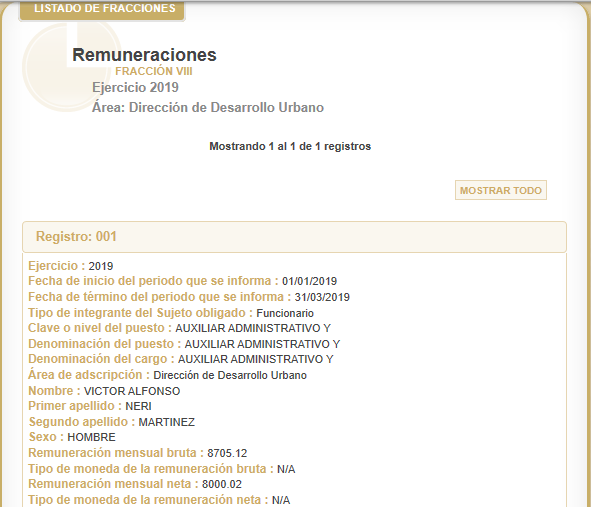 LISTADO DE FRACCIONES
Remuneraciones
FRACCIÓN VIII
Ejercicio 2019
Área: Dirección de Desarrollo Urbano
Mostrando 1 al 1 de 1 registros
MOSTRAR TODO
Registro: 001
Ejercicio : 2019
Fecha de inicio del periodo que se informa : 01/01/2019
Fecha de término del periodo que se informa : 31/03/2019
Tipo de integrante del Sujeto obligado : Funcionario
Clave o nivel del puesto : AUXILIAR ADMINISTRATIVO Y
Denominación del puesto : AUXILIAR ADMINISTRATIVO Y
Denominación del cargo : AUXILIAR ADMINISTRATIVO Y
Área de adscripción : Dirección de Desarrollo Urbano
Nombre : VICTOR ALFONSO
Primer apellido : NERI
Segundo apellido : MARTINEZ
Sexo : HOMBRE
Remuneración mensual bruta : 8705.12
Tipo de moneda de la remuneración bruta : N/A
Remuneración mensual neta : 8000.02
Tipo de moneda de la remuneración neta : N/A